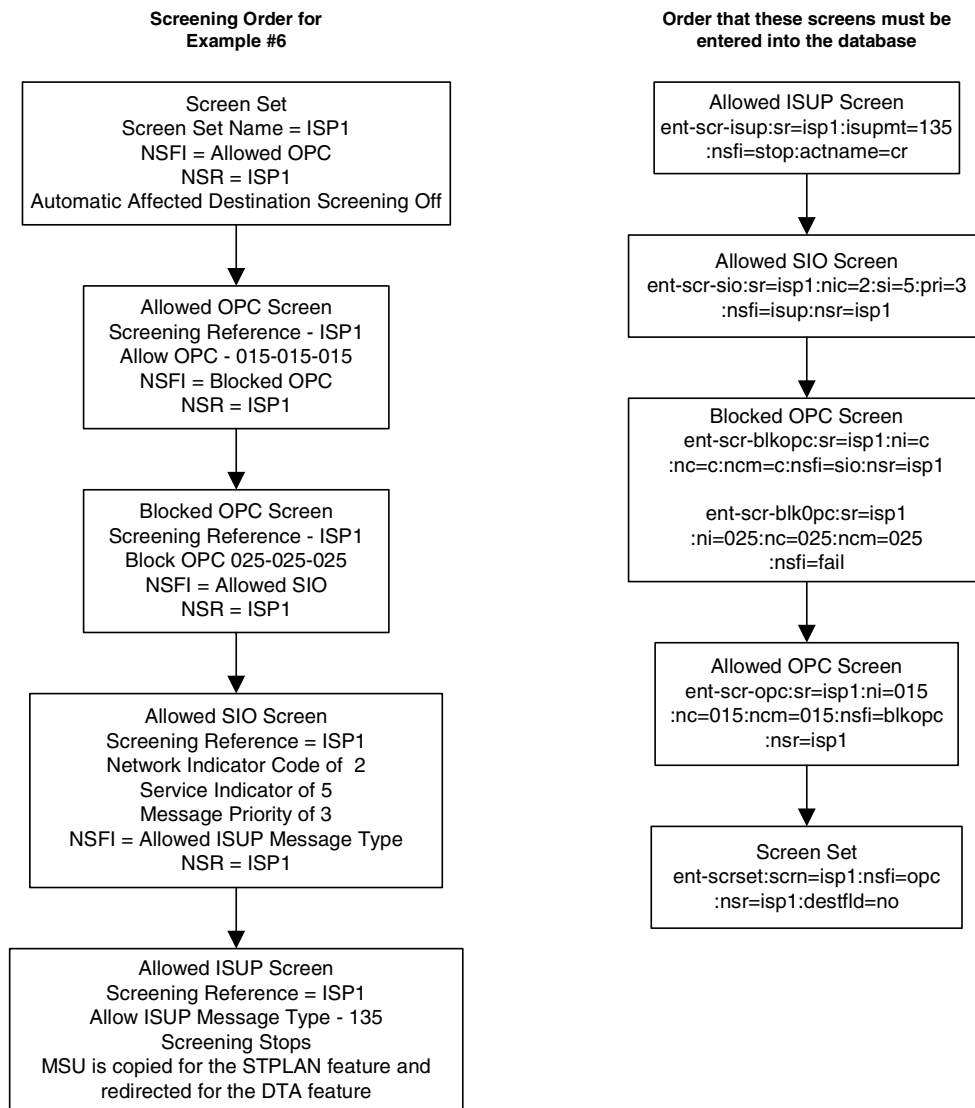 Screening Order for
Example #6
Screen Set
Screen Set Name = ISP1
NSFI = Allowed OPC
NSR = ISP1
Automatic Affected Destination Screening Off
Allowed OPC Screen
Screening Reference - ISP1
Allow OPC - 015-015-015
NSFI = Blocked OPC
NSR = ISP1
Blocked OPC Screen
Screening Reference - ISP1
Block OPC 025-025-025
NSFI = Allowed SIO
NSR = ISP1
Allowed SIO Screen
Screening Reference = ISP1
Network Indicator Code of 2
Service Indicator of 5
Message Priority of 3
NSFI = Allowed ISUP Message Type
NSR = ISP1
Allowed ISUP Screen
Screening Reference = ISP1
Allow ISUP Message Type - 135
Screening Stops
MSU is copied for the STPLAN feature and
redirected for the DTA feature
Order that these screens must be
entered into the database
Allowed ISUP Screen
ent-scr-isup:sr=isp1:isupmt=135
:nsfi=stop:actname=cr
Allowed SIO Screen
ent-scr-sio:sr=isp1:nic=2:si=5:pri=3
:nsfi=isup:nsr=isp1
Blocked OPC Screen
ent-scr-blkopc:sr=isp1:ni=c
:nc=c:ncm=c:nsfi=sio:nsr=isp1
ent-scr-blk0pc:sr=isp1
:ni=025:nc=025:ncm=025
:nsfi=fail
Allowed OPC Screen
ent-scr-opc:sr=isp1:ni=015
:nc=015:ncm=015:nsfi=blkopc
:nsr=isp1
Screen Set
ent-scrset:scrn=isp1:nsfi=opc
:nsr=isp1:destfld=no